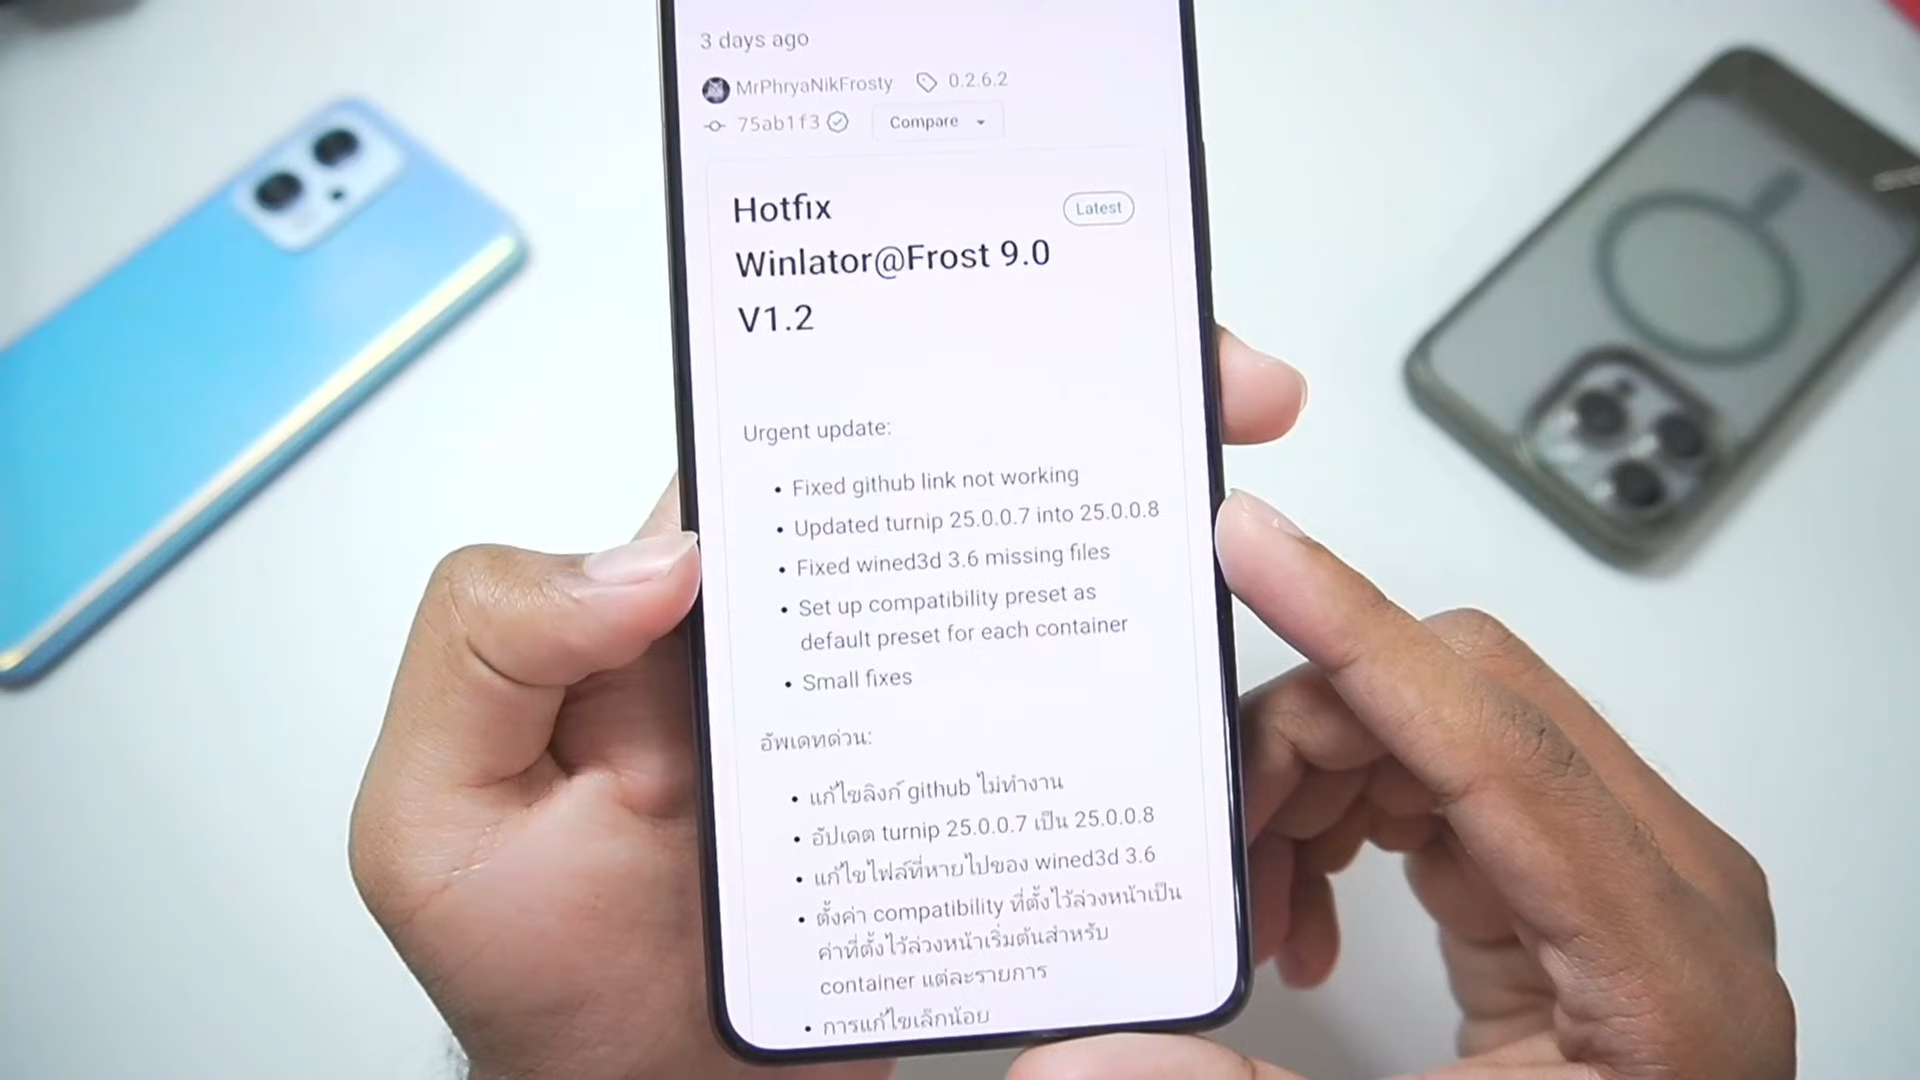 3 days ago
MrPhryaNikFrosty 0.2.6.2
75ab1f3 Compare
Hotfix
Latest
Winlator@Frost 9.0
V1.2
Urgent update:
• Fixed github link not working
• Updated turnip 25.0.0.7 into 25.0.0.8
• Fixed wined3d 3.6 missing files
• Set up compatibility preset as
default preset for each container
• Small fixes
อัพเดทด่วน:
• แก้ไขลิงก์ github ไม่ทำงาน
• อัปเดต turnip 25.0.0.7 เป็น 25.0.0.8
• แก้ไขไฟล์ที่หายไปของ wined3d 3.6
• ตั้งค่า compatibility ที่ตั้งไว้ล่วงหน้าเป็น
ค่าที่ตั้งไว้ล่วงหน้าเริ่มต้นสำหรับ
container แต่ละรายการ
• การแก้ไขเล็กน้อย